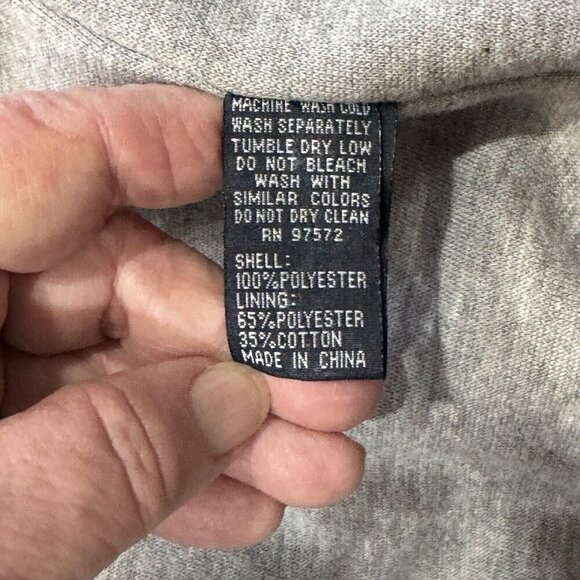 MACHINE WASH COLD
WASH SEPARATELY
TUMBLE DRY LOW
DO NOT BLEACH
WASH WITH
SIMILAR COLORS
DO NOT DRY CLEAN
RN 97572
SHELL:
100%POLYESTER
LINING:
65%POLYESTER
35%COTTON
MADE IN CHINA